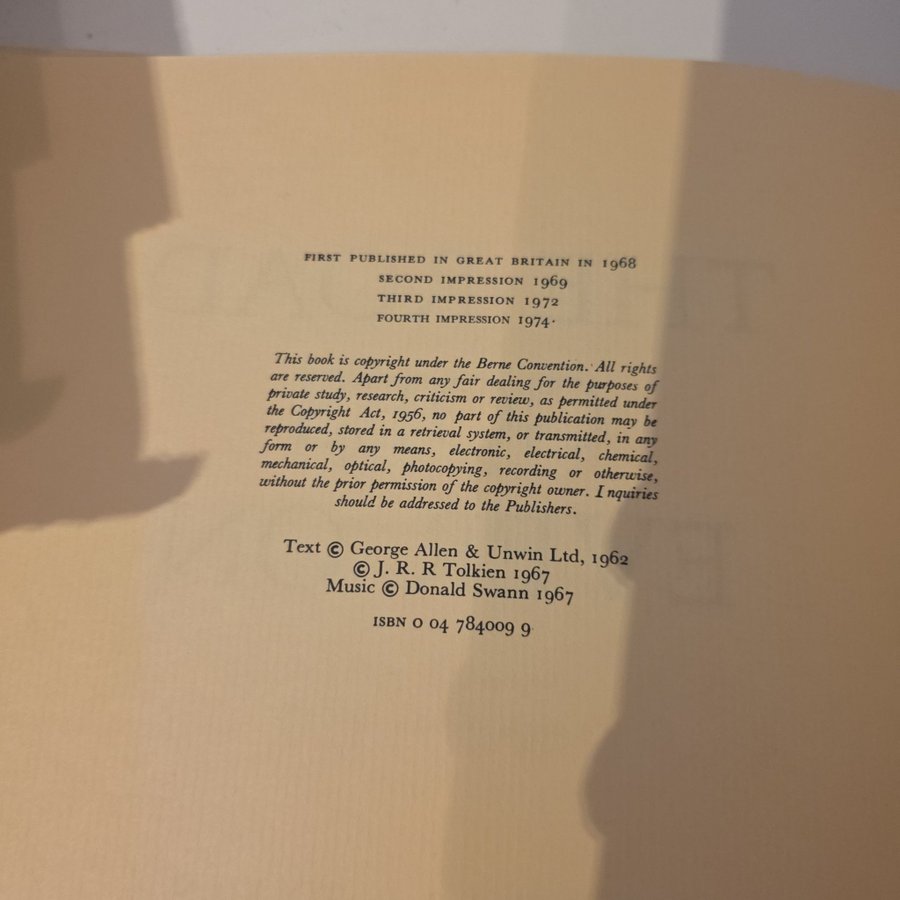 FIRST PUBLISHED IN GREAT BRITAIN IN 1968
SECOND IMPRESSION 1969
THIRD IMPRESSION 1972
FOURTH IMPRESSION 1974.
This book is copyright under the Berne Convention. All rights
are reserved. Apart from any fair dealing for the purposes of
private study, research, criticism or review, as permitted under
the Copyright Act, 1956, no part of this publication may be
reproduced, stored in a retrieval system, or transmitted, in any
form or by any means, electronic, electrical, chemical,
mechanical, optical, photocopying, recording or otherwise,
without the prior permission of the copyright owner. I nquiries
should be addressed to the Publishers.
Text © George Allen & Unwin Ltd, 1962
© J. R. R Tolkien 1967
Music © Donald Swann 1967
ISBN 0 04 784009 9